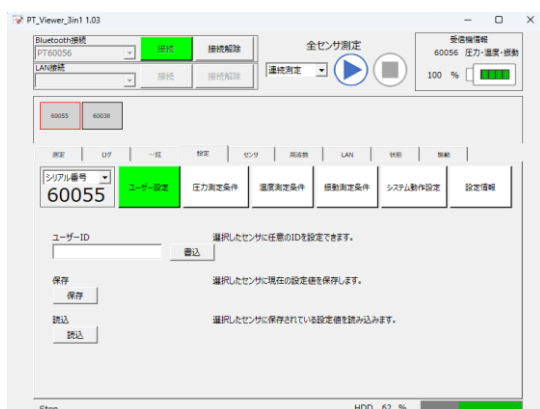 PT_Viewer_3in1 1.03
Bluetooth接続
PT60056
接続
接続解除
LAN接続
接続
接続解除
全センサ測定
連続測定
受信機情報
60056 圧力・温度・振動
100 %
60055
60038
測定
ログ
一覧
設定
センサ
周波数
LAN
状態
振動
シリアル番号
60055
ユーザー設定
圧力測定条件
温度測定条件
振動測定条件
システム動作設定
設定情報
ユーザーID
書込
選択したセンサに任意のIDを設定できます。
保存
保存
選択したセンサに現在の設定値を保存します。
読込
読込
選択したセンサに保存されている設定値を読み込みます。
Stop
HDD 62 %